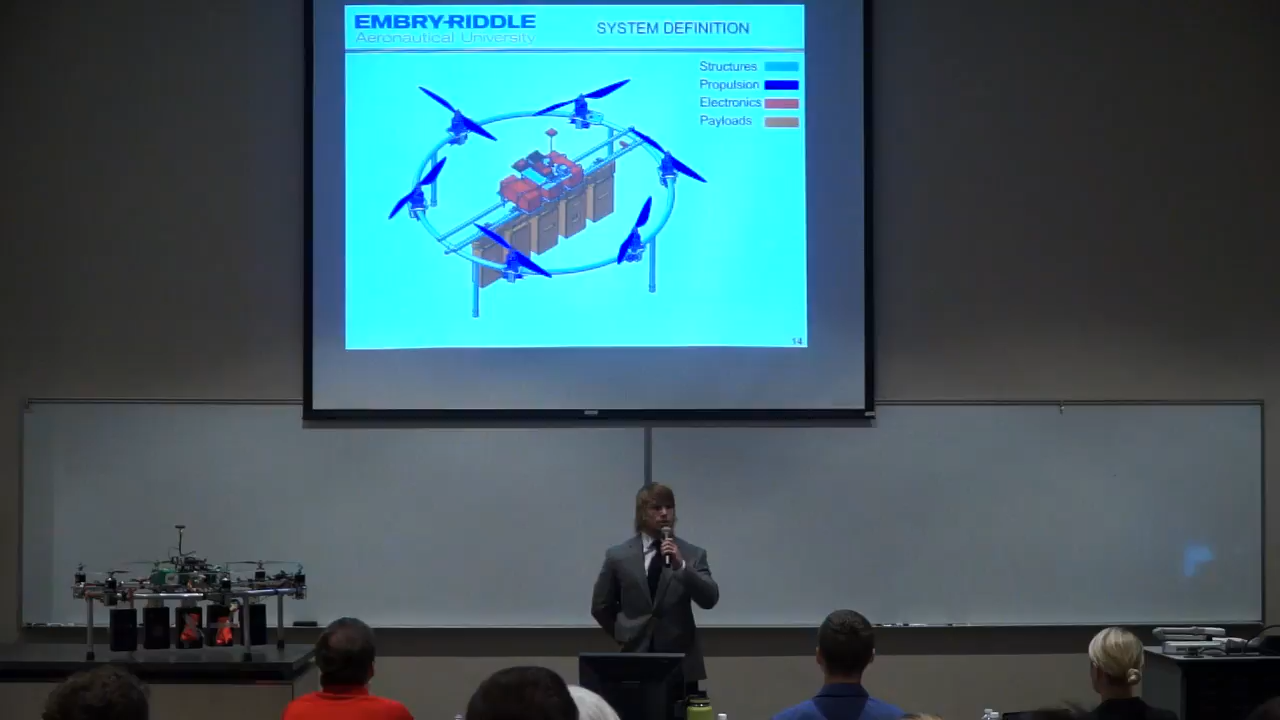 EMBRY-RIDDLE
Aeronautical University
SYSTEM DEFINITION
Structures
Propulsion
Electronics
Payloads
14